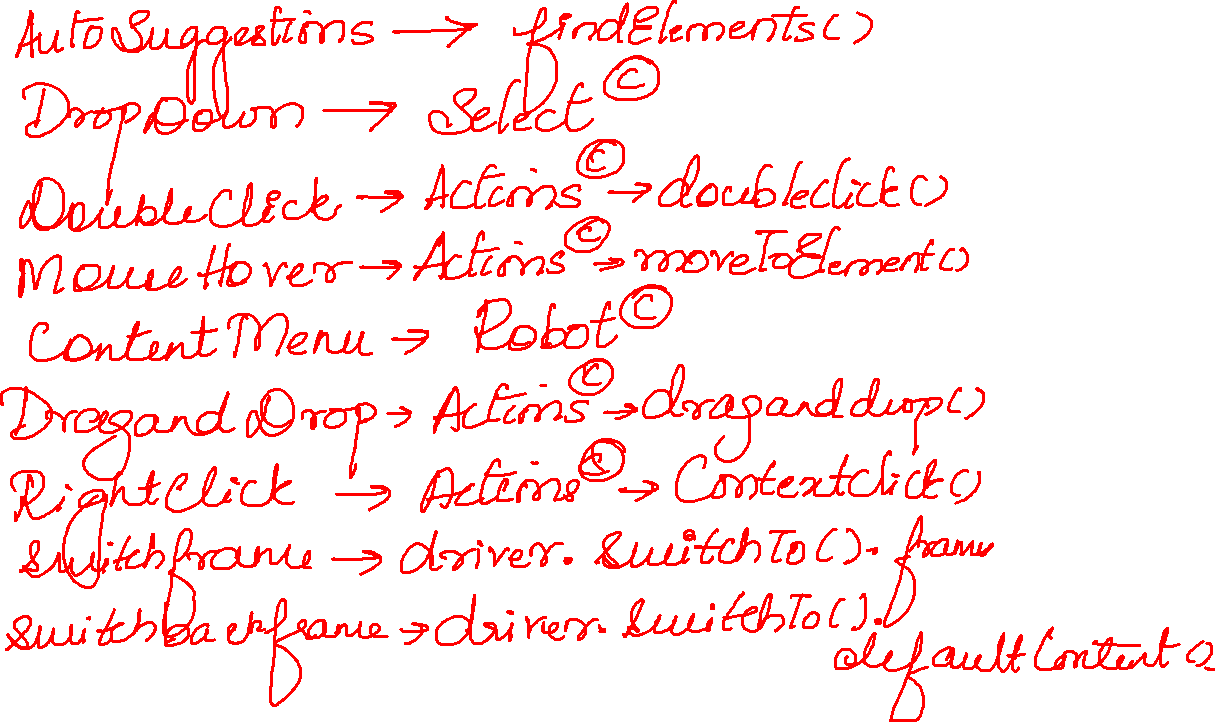 AutoSuggestions → findElements()
DropDown → Select ©
DoubleClick → Actions © → doubleclick()
MouseHover → Actions © → moveToElement()
ContentMenu → Robot ©
DragandDrop → Actions © → draganddrop()
RightClick → Actions © → Contextclick()
switchframe → driver.switchTo().frame
switchbackframe → driver.switchTo().
defaultContent()